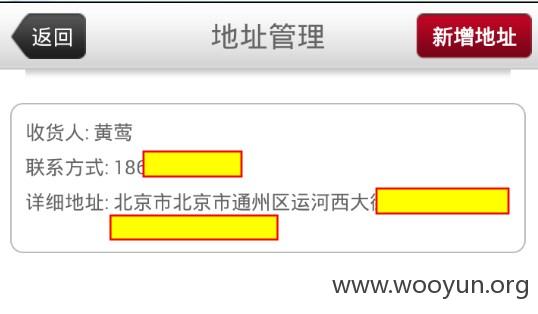 返回
地址管理
新增地址
收货人: 黄莺
联系方式: 186
详细地址: 北京市北京市通州区运河西大
www.wooyun.org